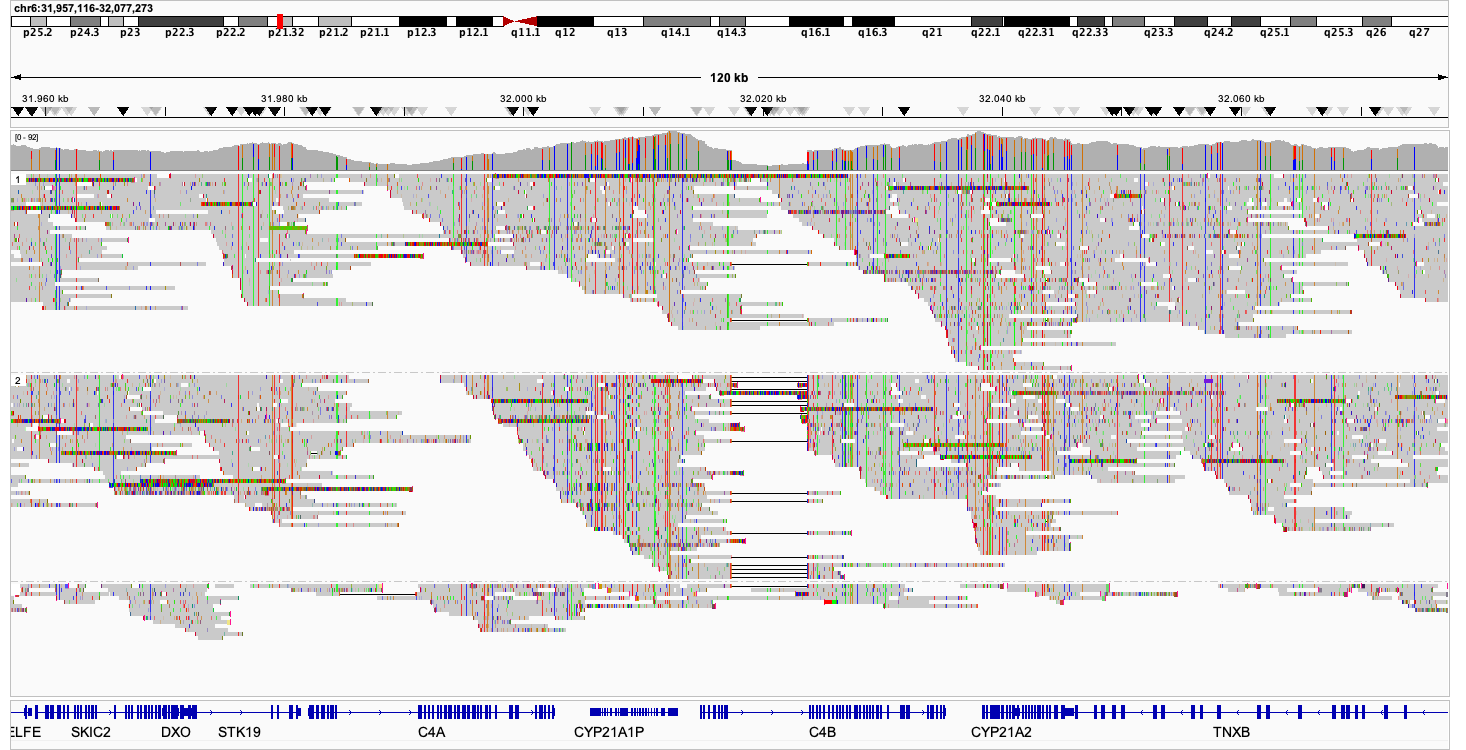 chr6:31,957,116-32,077,273
p25.2 p24.3 p23 p22.3 p22.2 p21.32 p21.2 p21.1 p12.3 p12.1 q11.1 q12 q13 q14.1 q14.3 q16.1 q16.3 q21 q22.1 q22.31 q22.33 q23.3 q24.2 q25.1 q25.3 q26 q27
120 kb
31.960 kb 31.980 kb 32.000 kb 32.020 kb 32.040 kb 32.060 kb
[0 - 92]
1
2
ELFE SKIC2 DXO STK19 C4A CYP21A1P C4B CYP21A2 TNXB